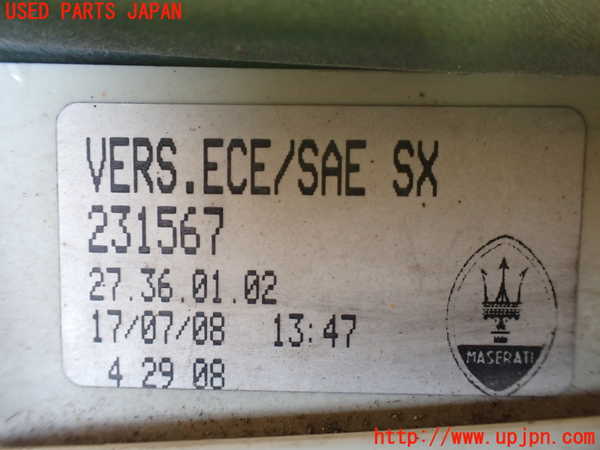 USED PARTS JAPAN
VERS.ECE/SAE SX
231567
27.36.01.02
17/07/08 13:47
4 29 08
MASERATI
http://www.upjpn.com/